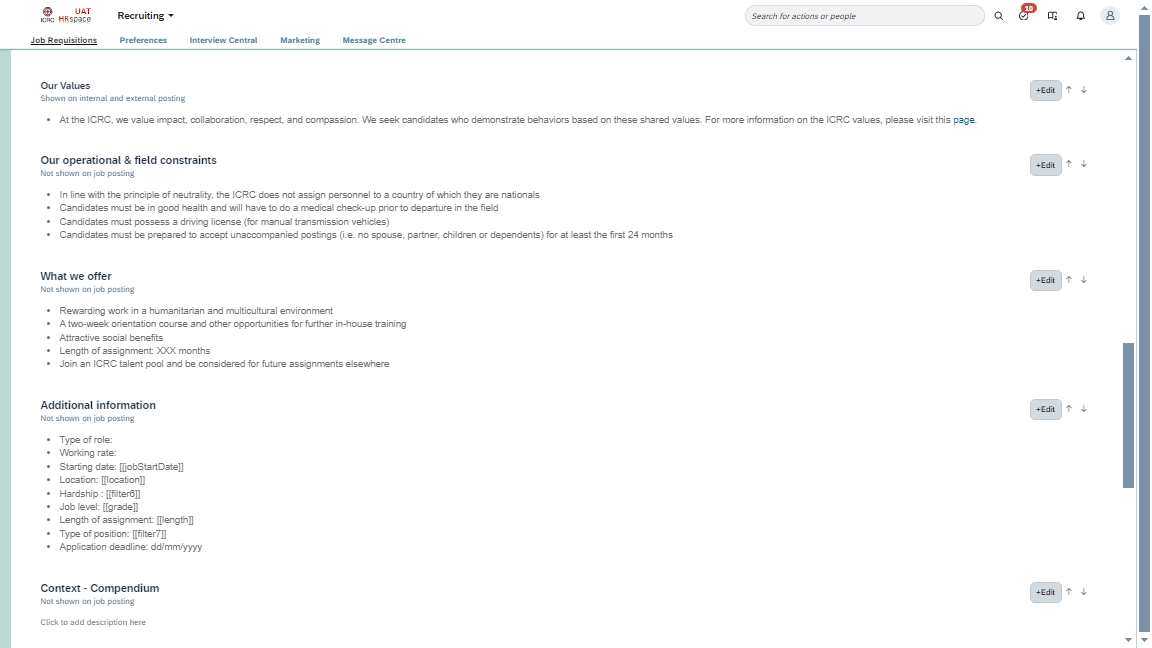 UAT
ICRC HRspace
Recruiting
Search for actions or people
10
Job Requisitions Preferences Interview Central Marketing Message Centre
Our Values
+Edit
Shown on internal and external posting
At the ICRC, we value impact, collaboration, respect, and compassion. We seek candidates who demonstrate behaviors based on these shared values. For more information on the ICRC values, please visit this page.
Our operational & field constraints
+Edit
Not shown on job posting
In line with the principle of neutrality, the ICRC does not assign personnel to a country of which they are nationals
Candidates must be in good health and will have to do a medical check-up prior to departure in the field
Candidates must possess a driving license (for manual transmission vehicles)
Candidates must be prepared to accept unaccompanied postings (i.e. no spouse, partner, children or dependents) for at least the first 24 months
What we offer
+Edit
Not shown on job posting
Rewarding work in a humanitarian and multicultural environment
A two-week orientation course and other opportunities for further in-house training
Attractive social benefits
Length of assignment: XXX months
Join an ICRC talent pool and be considered for future assignments elsewhere
Additional information
+Edit
Not shown on job posting
Type of role:
Working rate:
Starting date: [[jobStartDate]]
Location: [[location]]
Hardship : [[filter6]]
Job level: [[grade]]
Length of assignment: [[length]]
Type of position: [[filter7]]
Application deadline: dd/mm/yyyy
Context - Compendium
+Edit
Not shown on job posting
Click to add description here